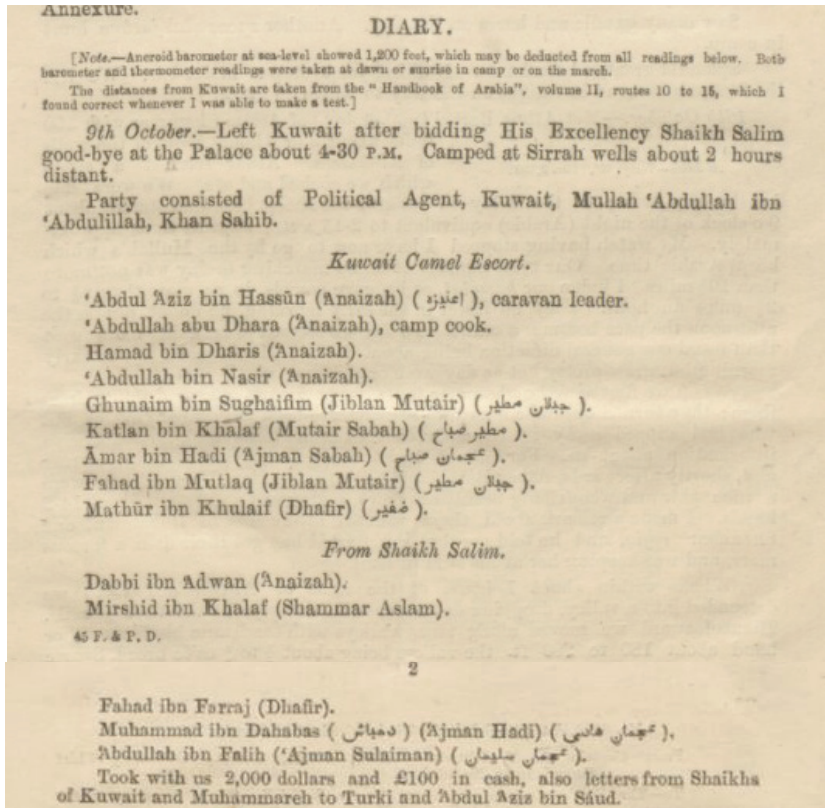 Annexure.
DIARY.
[Note.—Aneroid barometer at sea-level showed 1,200 feet, which may be deducted from all readings below. Both
barometer and thermometer readings were taken at dawn or sunrise in camp or on the march.
The distances from Kuwait are taken from the "Handbook of Arabia", volume II, routes 10 to 15, which I
found correct whenever I was able to make a test.]
9th October.—Left Kuwait after bidding His Excellency Shaikh Salim
good-bye at the Palace about 4-30 P.M. Camped at Sirrah wells about 2 hours
distant.
Party consisted of Political Agent, Kuwait, Mullah 'Abdullah ibn
'Abdulillah, Khan Sahib.
Kuwait Camel Escort.
'Abdul 'Aziz bin Hassūn ('Anaizah) ( اعنيزه ), caravan leader.
'Abdullah abu Dhara ('Anaizah), camp cook.
Hamad bin Dharis ('Anaizah).
'Abdullah bin Nasir ('Anaizah).
Ghunaim bin Sughaifim (Jiblan Mutair) ( جبلان مطير ).
Katlan bin Khalaf (Mutair Sabah) ( مطير صباح ).
Āmar bin Hadi ('Ajman Sabah) ( عجمان صباح ).
Fahad ibn Mutlaq (Jiblan Mutair) ( جبلان مطير ).
Mathūr ibn Khulaif (Dhafir) ( ضفير ).
From Shaikh Salim.
Dabbi ibn 'Adwan ('Anaizah).
Mirshid ibn Khalaf (Shammar Aslam).
45 F. & P. D.
2
Fahad ibn Farraj (Dhafir).
Muhammad ibn Dahabas ( دهباش ) ('Ajman Hadi) ( عجمان هادى ),
'Abdullah ibn Falih ('Ajman Sulaiman) ( عجمان سليمان ).
Took with us 2,000 dollars and £100 in cash, also letters from Shaikhs
of Kuwait and Muhammareh to Turki and 'Abdul 'Aziz bin Sáud.